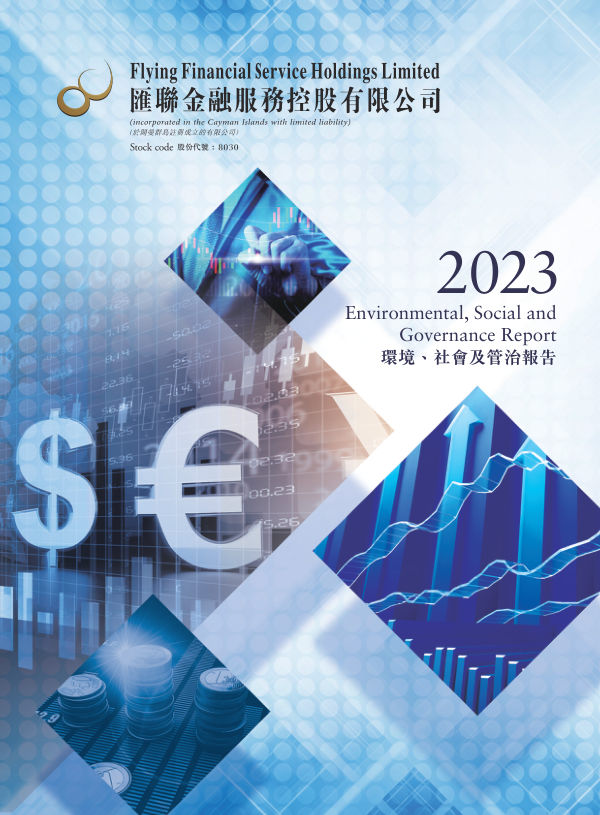 Flying Financial Service Holdings Limited
匯聯金融服務控股有限公司
(incorporated in the Cayman Islands with limited liability)
(於開曼群島註冊成立的有限公司)
Stock code 股份代號：8030
2023
Environmental, Social and
Governance Report
環境、社會及管治報告
$
€